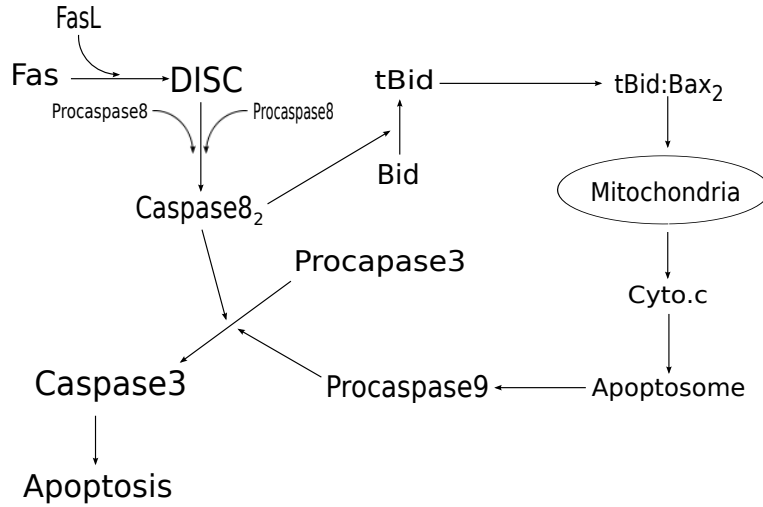 FasL
Fas
DISC
tBid
tBid:Bax2
Procaspase8
Procaspase8
Bid
Mitochondria
Caspase82
Procapase3
Cyto.c
Caspase3
Procaspase9
Apoptosome
Apoptosis